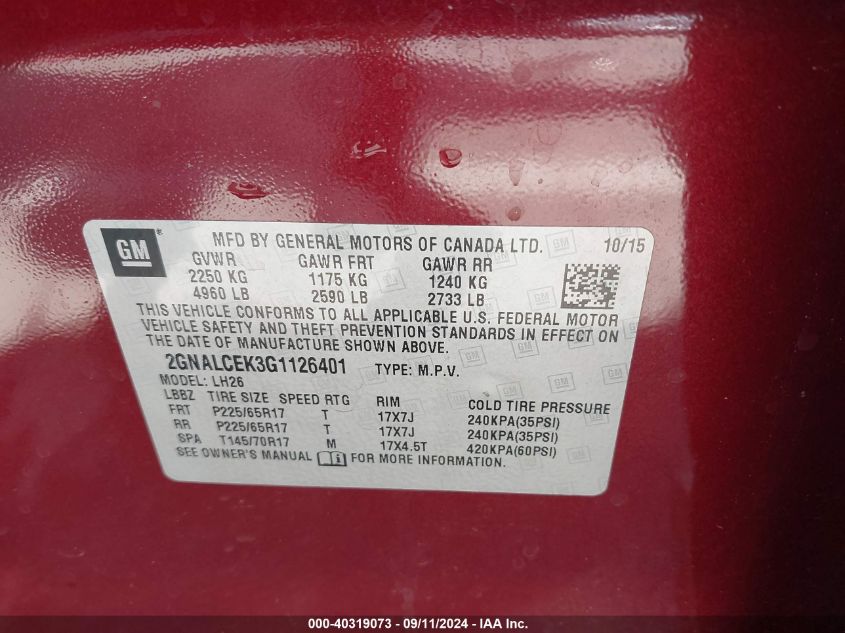 GM
MFD BY GENERAL MOTORS OF CANADA LTD. 10/15
GVWR GAWR FRT GAWR RR
2250 KG 1175 KG 1240 KG
4960 LB 2590 LB 2733 LB
THIS VEHICLE CONFORMS TO ALL APPLICABLE U.S. FEDERAL MOTOR
VEHICLE SAFETY AND THEFT PREVENTION STANDARDS IN EFFECT ON
THE DATE OF MANUFACTURE SHOWN ABOVE.
2GNALCEK3G1126401 TYPE: M.P.V.
MODEL: LH26
LBBZ TIRE SIZE SPEED RTG RIM COLD TIRE PRESSURE
FRT P225/65R17 T 17X7J 240KPA(35PSI)
RR P225/65R17 T 17X7J 240KPA(35PSI)
SPA T145/70R17 M 17X4.5T 420KPA(60PSI)
SEE OWNER'S MANUAL FOR MORE INFORMATION.
000-40319073 - 09/11/2024 - IAA Inc.